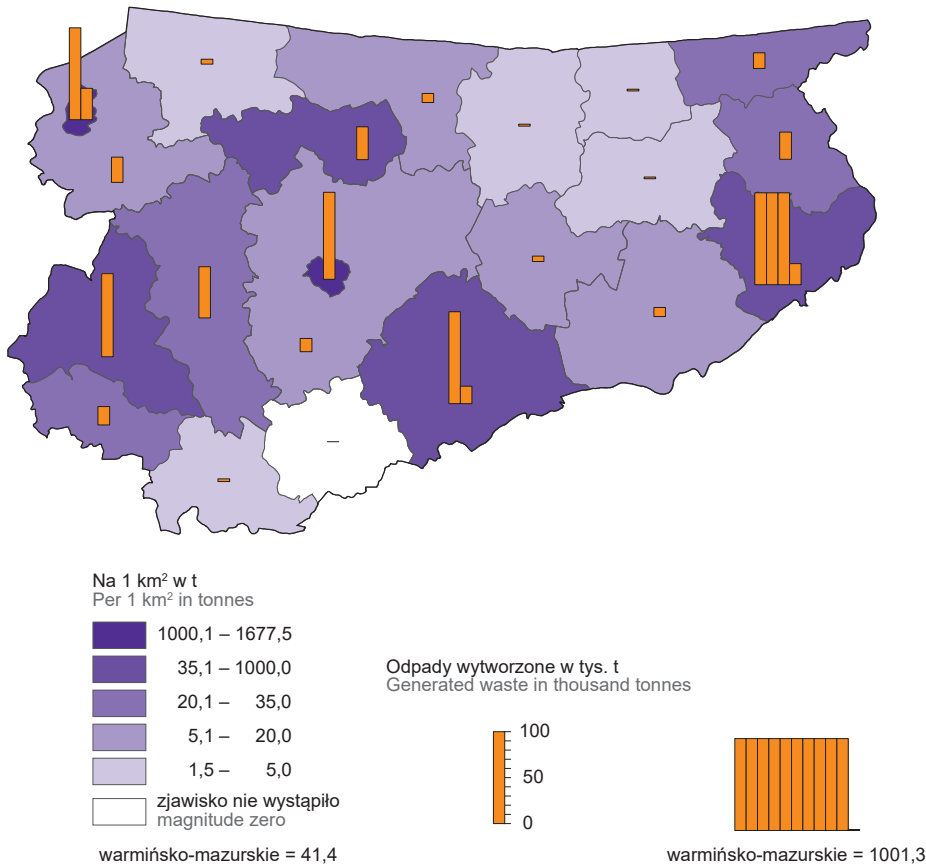 Na 1 km² w t
Per 1 km² in tonnes
1000,1 – 1677,5
35,1 – 1000,0
20,1 – 35,0
5,1 – 20,0
1,5 – 5,0
zjawisko nie wystąpiło
magnitude zero
warmińsko-mazurskie = 41,4
Odpady wytworzone w tys. t
Generated waste in thousand tonnes
100
50
0
warmińsko-mazurskie = 1001,3